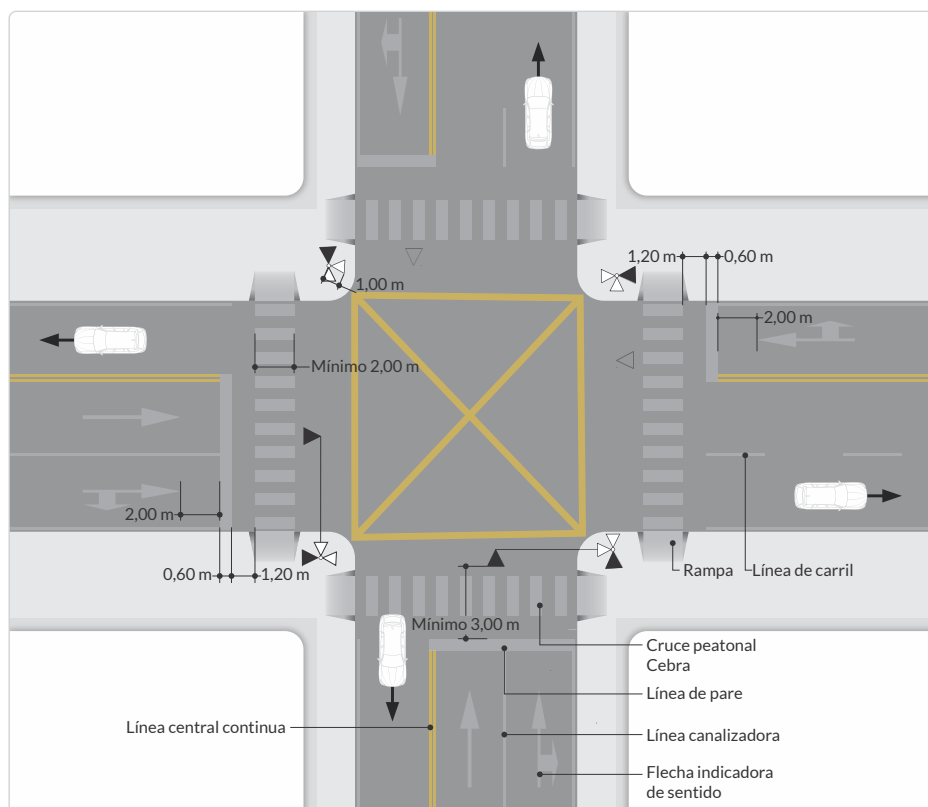 1,20 m
0,60 m
1,00 m
2,00 m
Mínimo 2,00 m
2,00 m
0,60 m
1,20 m
Rampa
Línea de carril
Mínimo 3,00 m
Cruce peatonal
Cebra
Línea de pare
Línea central continua
Línea canalizadora
Flecha indicadora
de sentido